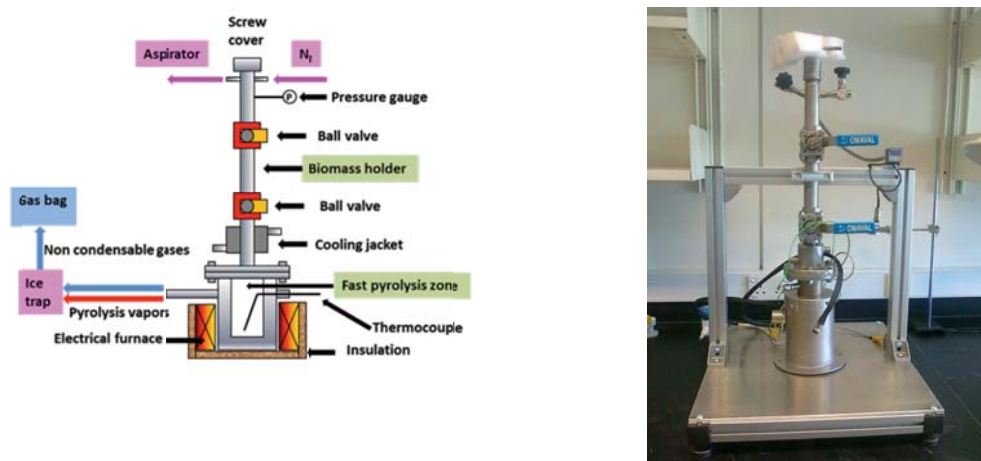 Screw
cover
Aspirator
N₂
Pressure gauge
P
Ball valve
Biomass holder
Ball valve
Gas bag
Non condensable gases
Cooling jacket
Ice
trap
Fast pyrolysis zone
Pyrolysis vapors
Thermocouple
Electrical furnace
Insulation
OMAVAL
OMAVAL